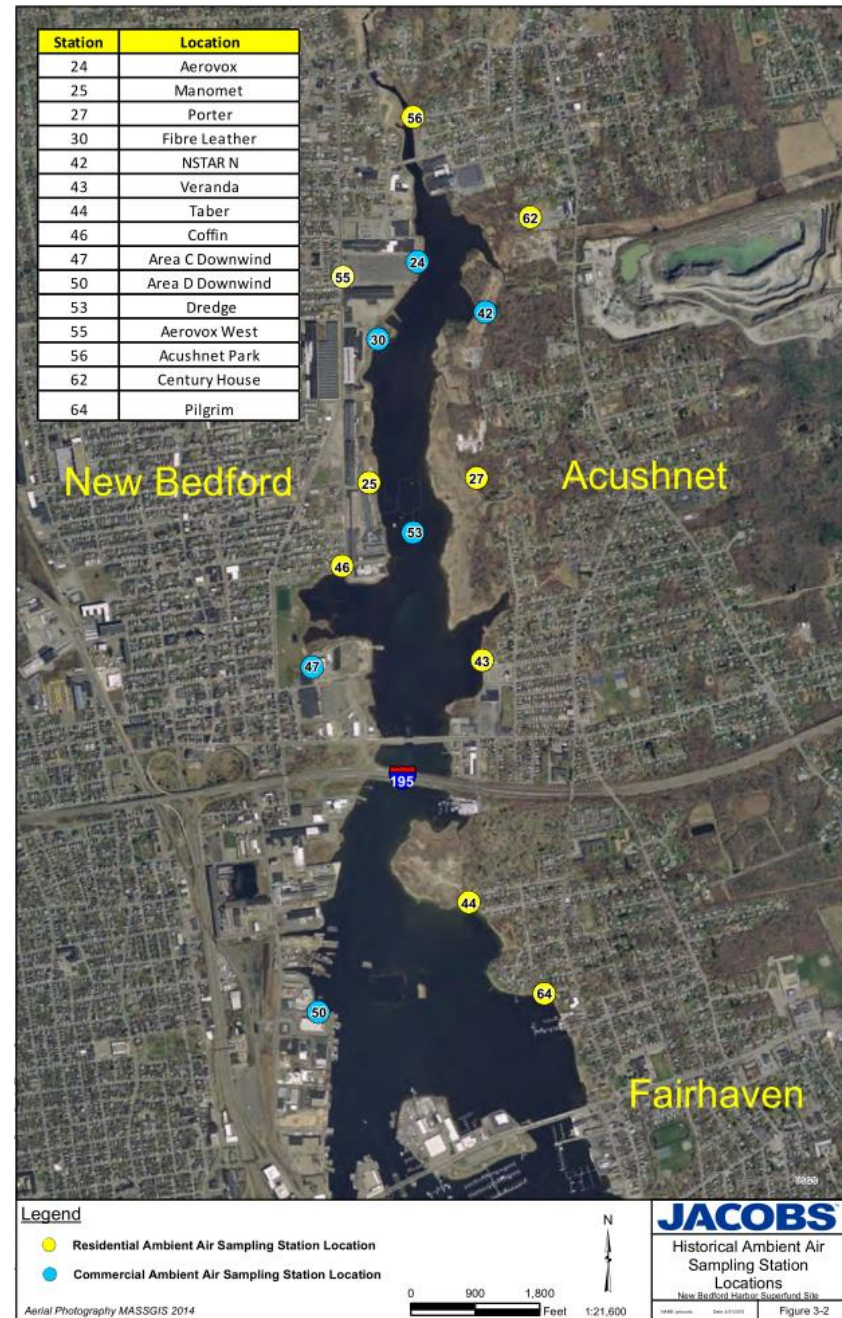 Station Location
24 Aerovox
25 Manomet
27 Porter
30 Fibre Leather
42 NSTAR N
43 Veranda
44 Taber
46 Coffin
47 Area C Downwind
50 Area D Downwind
53 Dredge
55 Aerovox West
56 Acushnet Park
62 Century House
64 Pilgrim
56
62
24
55
42
30
New Bedford
Acushnet
25
27
53
46
43
47
195
44
64
50
Fairhaven
USGS
Legend
Residential Ambient Air Sampling Station Location
Commercial Ambient Air Sampling Station Location
Aerial Photography MASSGIS 2014
N
0 900 1,800
Feet 1:21,600
JACOBS
Historical Ambient Air
Sampling Station
Locations
New Bedford Harbor Superfund Site
Figure 3-2